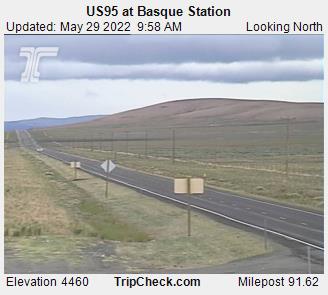 US95 at Basque Station
Updated: May 29 2022 9:58 AM Looking North
Elevation 4460 TripCheck.com Milepost 91.62